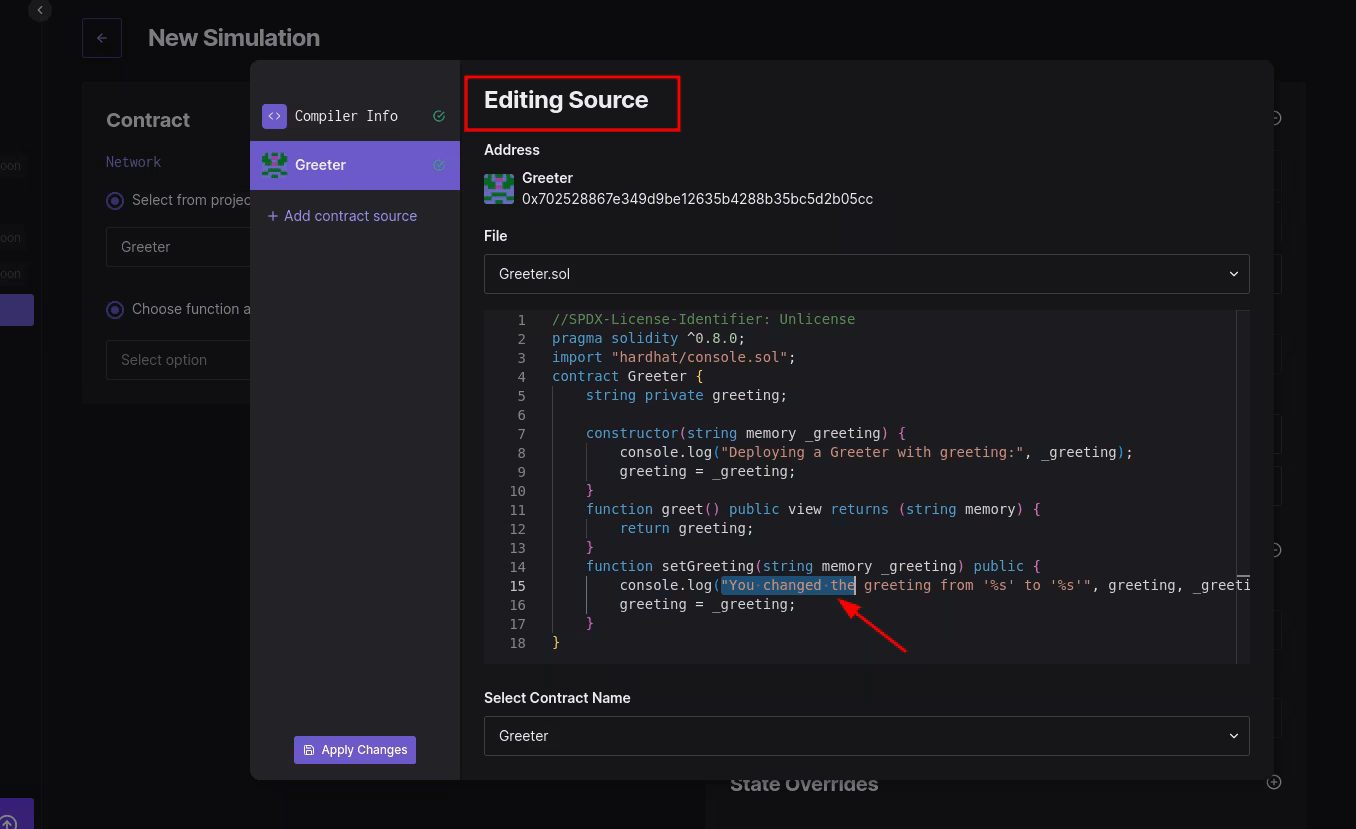 New Simulation
Contract
Network
Select from projec
Greeter
Choose function a
Select option
oon
oon
oon
Compiler Info
Greeter
+ Add contract source
Apply Changes
Editing Source
Address
Greeter
0x702528867e349d9be12635b4288b35bc5d2b05cc
File
Greeter.sol
1 //SPDX-License-Identifier: Unlicense
2 pragma solidity ^0.8.0;
3 import "hardhat/console.sol";
4 contract Greeter {
5 string private greeting;
6
7 constructor(string memory _greeting) {
8 console.log("Deploying a Greeter with greeting:", _greeting);
9 greeting = _greeting;
10 }
11 function greet() public view returns (string memory) {
12 return greeting;
13 }
14 function setGreeting(string memory _greeting) public {
15 console.log("You changed the greeting from '%s' to '%s'", greeting, _greeti
16 greeting = _greeting;
17 }
18 }
Select Contract Name
Greeter
State Overrides